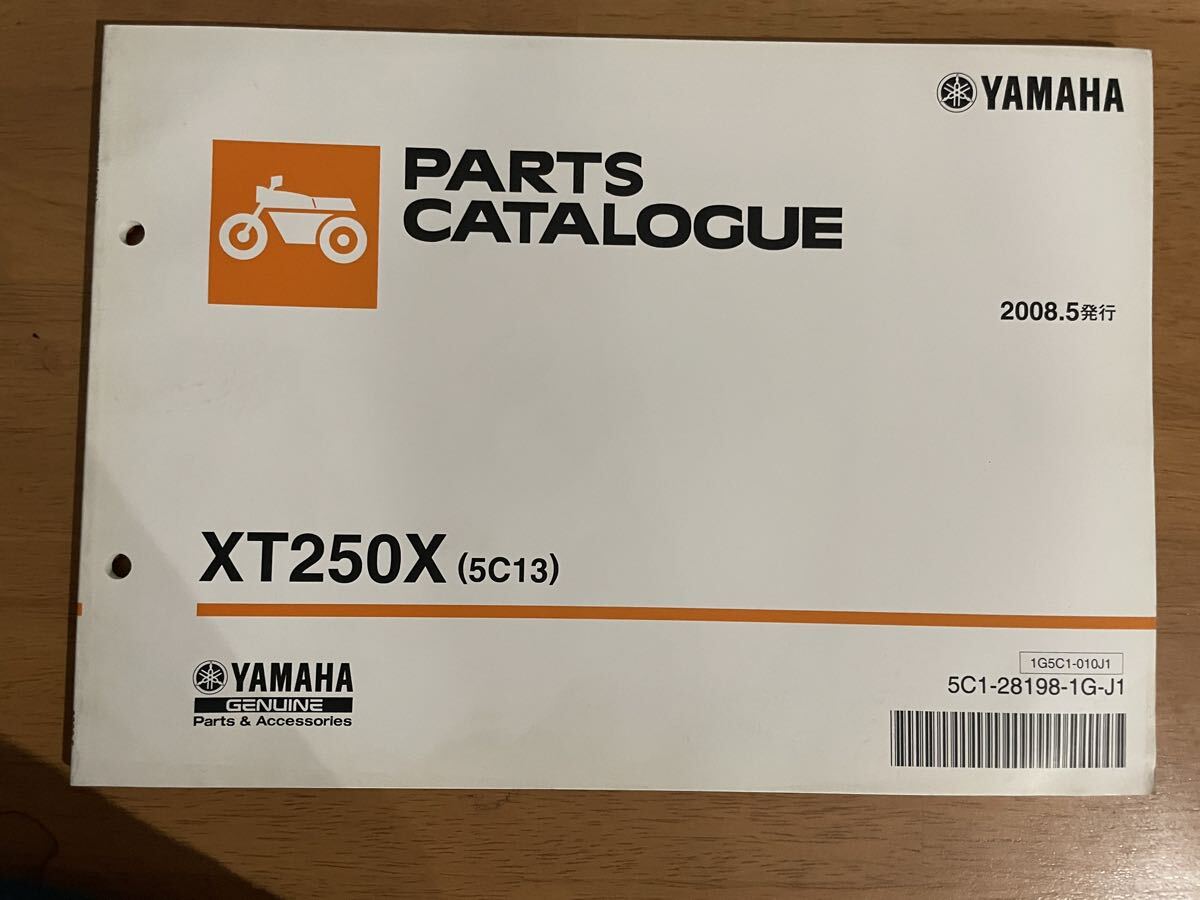 YAMAHA
PARTS
CATALOGUE
2008.5発行
XT250X (5C13)
YAMAHA
GENUINE
Parts & Accessories
1G5C1-010J1
5C1-28198-1G-J1